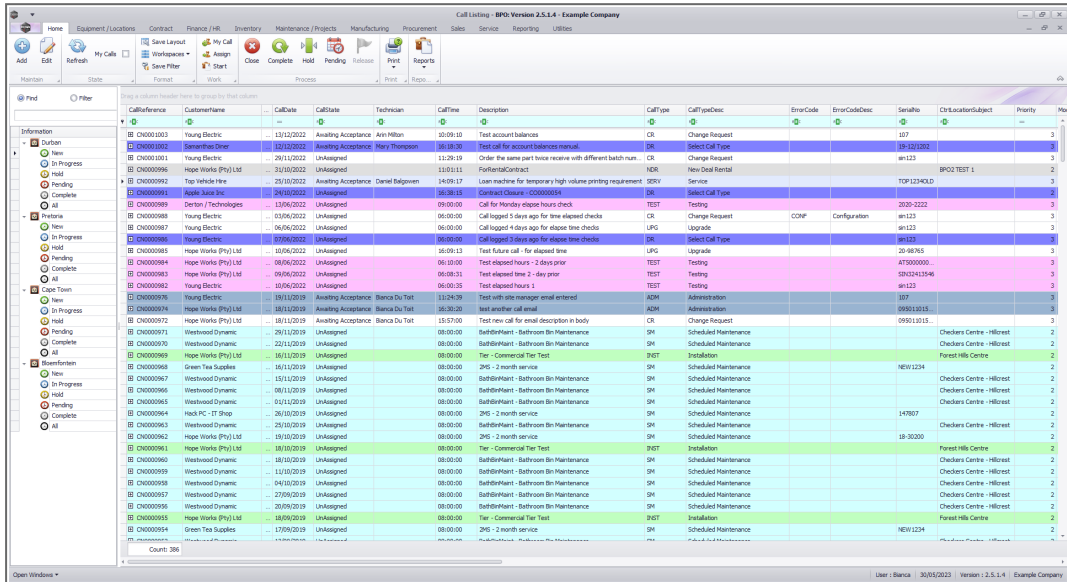 Call Listing - BPO: Version 2.5.1.4 - Example Company
Home Equipment / Locations Contract Finance / HR Inventory Maintenance / Projects Manufacturing Procurement Sales Service Reporting Utilities
Add Edit Refresh My Calls Save Layout Workspaces Save Filter My Call Assign Start Close Complete Hold Pending Release Print Reports
Maintain State Format Work Process Print Repo...
Find Filter
Information
Durban
New
In Progress
Hold
Pending
Complete
All
Pretoria
New
In Progress
Hold
Pending
Complete
All
Cape Town
New
In Progress
Hold
Pending
Complete
All
Bloemfontein
New
In Progress
Hold
Pending
Complete
All
Drag a column header here to group by that column
CallReference CustomerName ... CallDate CallState Technician CallTime Description CallType CallTypeDesc ErrorCode ErrorCodeDesc SerialNo CtrtLocationSubject Priority
CN0001003 Young Electric ... 13/12/2022 Awaiting Acceptance Arin Milton 10:09:10 Test account balances CR Change Request 107 3
CN0001002 Samanthas Diner ... 12/12/2022 Awaiting Acceptance Mary Thompson 10:18:30 Test call for account balances manual. DR Select Call Type 19-12/1202 3
CN0001001 Young Electric ... 29/11/2022 UnAssigned 11:29:19 Order the same part twice receive with different batch num... CR Change Request sin123 3
CN0000996 Hope Works (Pty) Ltd ... 31/10/2022 UnAssigned 11:01:11 ForRentalContract NDR New Deal Rental BPO2 TEST 1 2
CN0000992 Top Vehicle Hire ... 25/10/2022 Awaiting Acceptance Daniel Balgowen 14:09:17 Loan machine for temporary high volume printing requirement SERV Service TOP1234OLD 3
CN0000991 Apple Juice Inc ... 24/10/2022 UnAssigned 16:38:15 Contract Closure - CO0000054 DR Select Call Type 2
CN0000989 Derton / Technologies ... 13/06/2022 UnAssigned 09:00:00 Call for Monday elapse hours check TEST Testing 2020-2222 3
CN0000988 Young Electric ... 03/06/2022 UnAssigned 06:00:00 Call logged 5 days ago for time elapsed checks CR Change Request CONF Configuration sin123 3
CN0000987 Young Electric ... 06/06/2022 UnAssigned 06:00:00 Call logged 4 days ago for elapse time checks UPG Upgrade sin123 3
CN0000986 Young Electric ... 07/06/2022 UnAssigned 06:00:00 Call logged 3 days ago for elapse time checks DR Select Call Type sin123 3
CN0000985 Hope Works (Pty) Ltd ... 10/06/2022 UnAssigned 16:09:13 Test future call - for elapsed time UPG Upgrade 20-98765 3
CN0000984 Hope Works (Pty) Ltd ... 08/06/2022 UnAssigned 06:10:00 Test elapsed hours - 2 days prior TEST Testing AT5000000... 3
CN0000983 Hope Works (Pty) Ltd ... 09/06/2022 UnAssigned 06:08:31 Test elapsed time 2 - day prior TEST Testing SIN32413546 3
CN0000982 Young Electric ... 10/06/2022 UnAssigned 06:00:35 Test elapsed hours 1 TEST Testing sin123 3
CN0000976 Young Electric ... 19/11/2019 Awaiting Acceptance Bianca Du Toit 11:24:39 Test with site manager email entered ADM Administration 107 3
CN0000974 Hope Works (Pty) Ltd ... 18/11/2019 Awaiting Acceptance Bianca Du Toit 16:30:20 test another call email ADM Administration 095011015... 3
CN0000972 Hope Works (Pty) Ltd ... 18/11/2019 Awaiting Acceptance Bianca Du Toit 15:57:00 Test new call for email description in body CR Change Request 095011015... 3
CN0000971 Westwood Dynamic ... 29/11/2019 UnAssigned 08:00:00 BathBinMaint - Bathroom Bin Maintenance SM Scheduled Maintenance Checkers Centre - Hillcrest 2
CN0000970 Westwood Dynamic ... 22/11/2019 UnAssigned 08:00:00 BathBinMaint - Bathroom Bin Maintenance SM Scheduled Maintenance Checkers Centre - Hillcrest 2
CN0000969 Hope Works (Pty) Ltd ... 16/11/2019 UnAssigned 08:00:00 Tier - Commercial Tier Test INST Installation Forest Hills Centre 2
CN0000968 Green Tea Supplies ... 16/11/2019 UnAssigned 08:00:00 2MS - 2 month service SM Scheduled Maintenance NEW1234 2
CN0000967 Westwood Dynamic ... 15/11/2019 UnAssigned 08:00:00 BathBinMaint - Bathroom Bin Maintenance SM Scheduled Maintenance Checkers Centre - Hillcrest 2
CN0000966 Westwood Dynamic ... 08/11/2019 UnAssigned 08:00:00 BathBinMaint - Bathroom Bin Maintenance SM Scheduled Maintenance Checkers Centre - Hillcrest 2
CN0000965 Westwood Dynamic ... 01/11/2019 UnAssigned 08:00:00 BathBinMaint - Bathroom Bin Maintenance SM Scheduled Maintenance Checkers Centre - Hillcrest 2
CN0000964 Hack PC - IT Shop ... 26/10/2019 UnAssigned 08:00:00 2MS - 2 month service SM Scheduled Maintenance 147807 2
CN0000963 Westwood Dynamic ... 25/10/2019 UnAssigned 08:00:00 BathBinMaint - Bathroom Bin Maintenance SM Scheduled Maintenance Checkers Centre - Hillcrest 2
CN0000962 Hope Works (Pty) Ltd ... 19/10/2019 UnAssigned 08:00:00 2MS - 2 month service SM Scheduled Maintenance 18-30200 2
CN0000961 Hope Works (Pty) Ltd ... 18/10/2019 UnAssigned 08:00:00 Tier - Commercial Tier Test INST Installation Forest Hills Centre 2
CN0000960 Westwood Dynamic ... 18/10/2019 UnAssigned 08:00:00 BathBinMaint - Bathroom Bin Maintenance SM Scheduled Maintenance Checkers Centre - Hillcrest 2
CN0000959 Westwood Dynamic ... 11/10/2019 UnAssigned 08:00:00 BathBinMaint - Bathroom Bin Maintenance SM Scheduled Maintenance Checkers Centre - Hillcrest 2
CN0000958 Westwood Dynamic ... 04/10/2019 UnAssigned 08:00:00 BathBinMaint - Bathroom Bin Maintenance SM Scheduled Maintenance Checkers Centre - Hillcrest 2
CN0000957 Westwood Dynamic ... 27/09/2019 UnAssigned 08:00:00 BathBinMaint - Bathroom Bin Maintenance SM Scheduled Maintenance Checkers Centre - Hillcrest 2
CN0000956 Westwood Dynamic ... 20/09/2019 UnAssigned 08:00:00 BathBinMaint - Bathroom Bin Maintenance SM Scheduled Maintenance Checkers Centre - Hillcrest 2
CN0000955 Hope Works (Pty) Ltd ... 18/09/2019 UnAssigned 08:00:00 Tier - Commercial Tier Test INST Installation Forest Hills Centre 2
CN0000954 Green Tea Supplies ... 17/09/2019 UnAssigned 08:00:00 2MS - 2 month service SM Scheduled Maintenance NEW1234 2
Count: 386
Open Windows User : Bianca 30/05/2023 Version : 2.5.1.4 Example Company